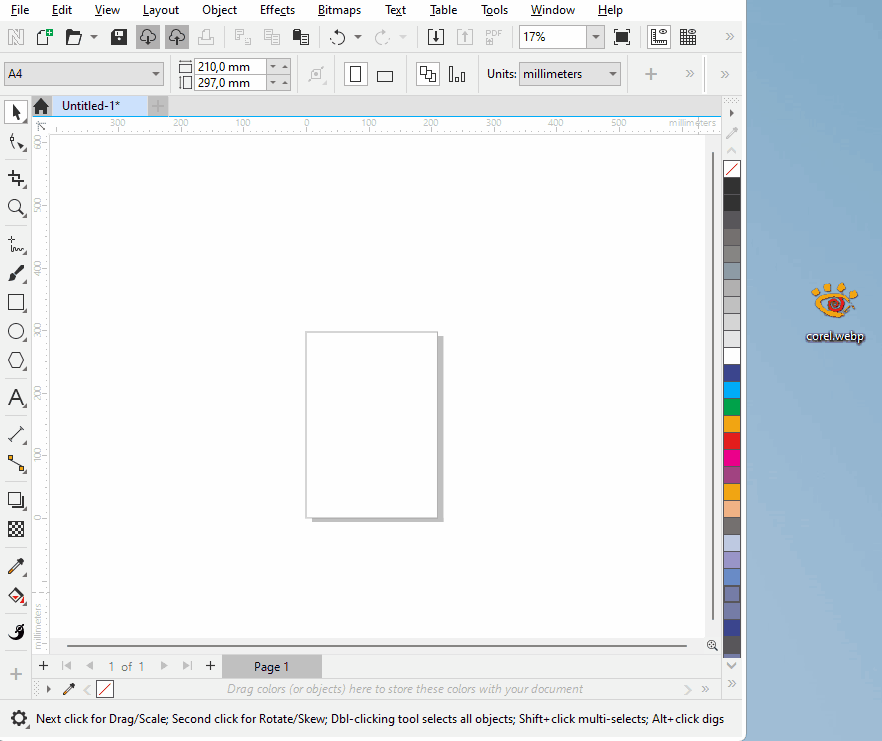 File Edit View Layout Object Effects Bitmaps Text Table Tools Window Help
PDF 17%
A4 210,0 mm Units: millimeters
297,0 mm
Untitled-1*
300 200 100 0 100 200 300 400 500 millimeters
600
500
400
300
200
100
0
millimeters
corel.webp
1 of 1 Page 1
Drag colors (or objects) here to store these colors with your document
Next click for Drag/Scale; Second click for Rotate/Skew; Dbl-clicking tool selects all objects; Shift+click multi-selects; Alt+click digs